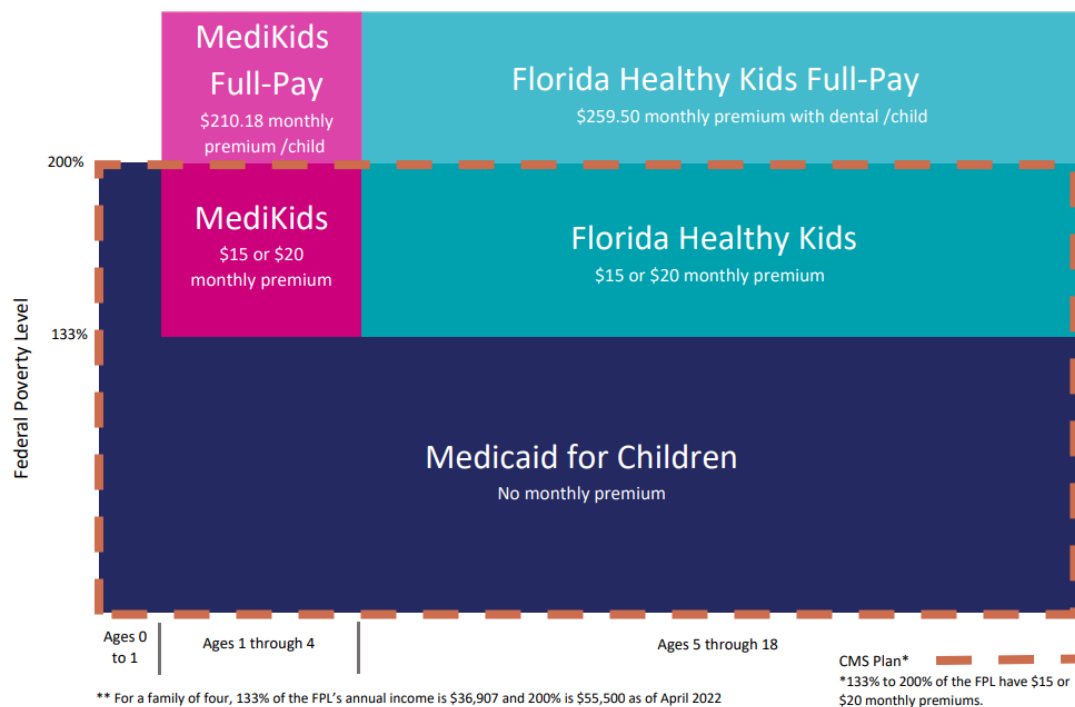 MediKids
Full-Pay
$210.18 monthly
premium /child
Florida Healthy Kids Full-Pay
$259.50 monthly premium with dental /child
200%
MediKids
$15 or $20
monthly premium
Florida Healthy Kids
$15 or $20 monthly premium
133%
Federal Poverty Level
Medicaid for Children
No monthly premium
Ages 0
to 1
Ages 1 through 4
Ages 5 through 18
CMS Plan*
*133% to 200% of the FPL have $15 or
$20 monthly premiums.
** For a family of four, 133% of the FPL's annual income is $36,907 and 200% is $55,500 as of April 2022